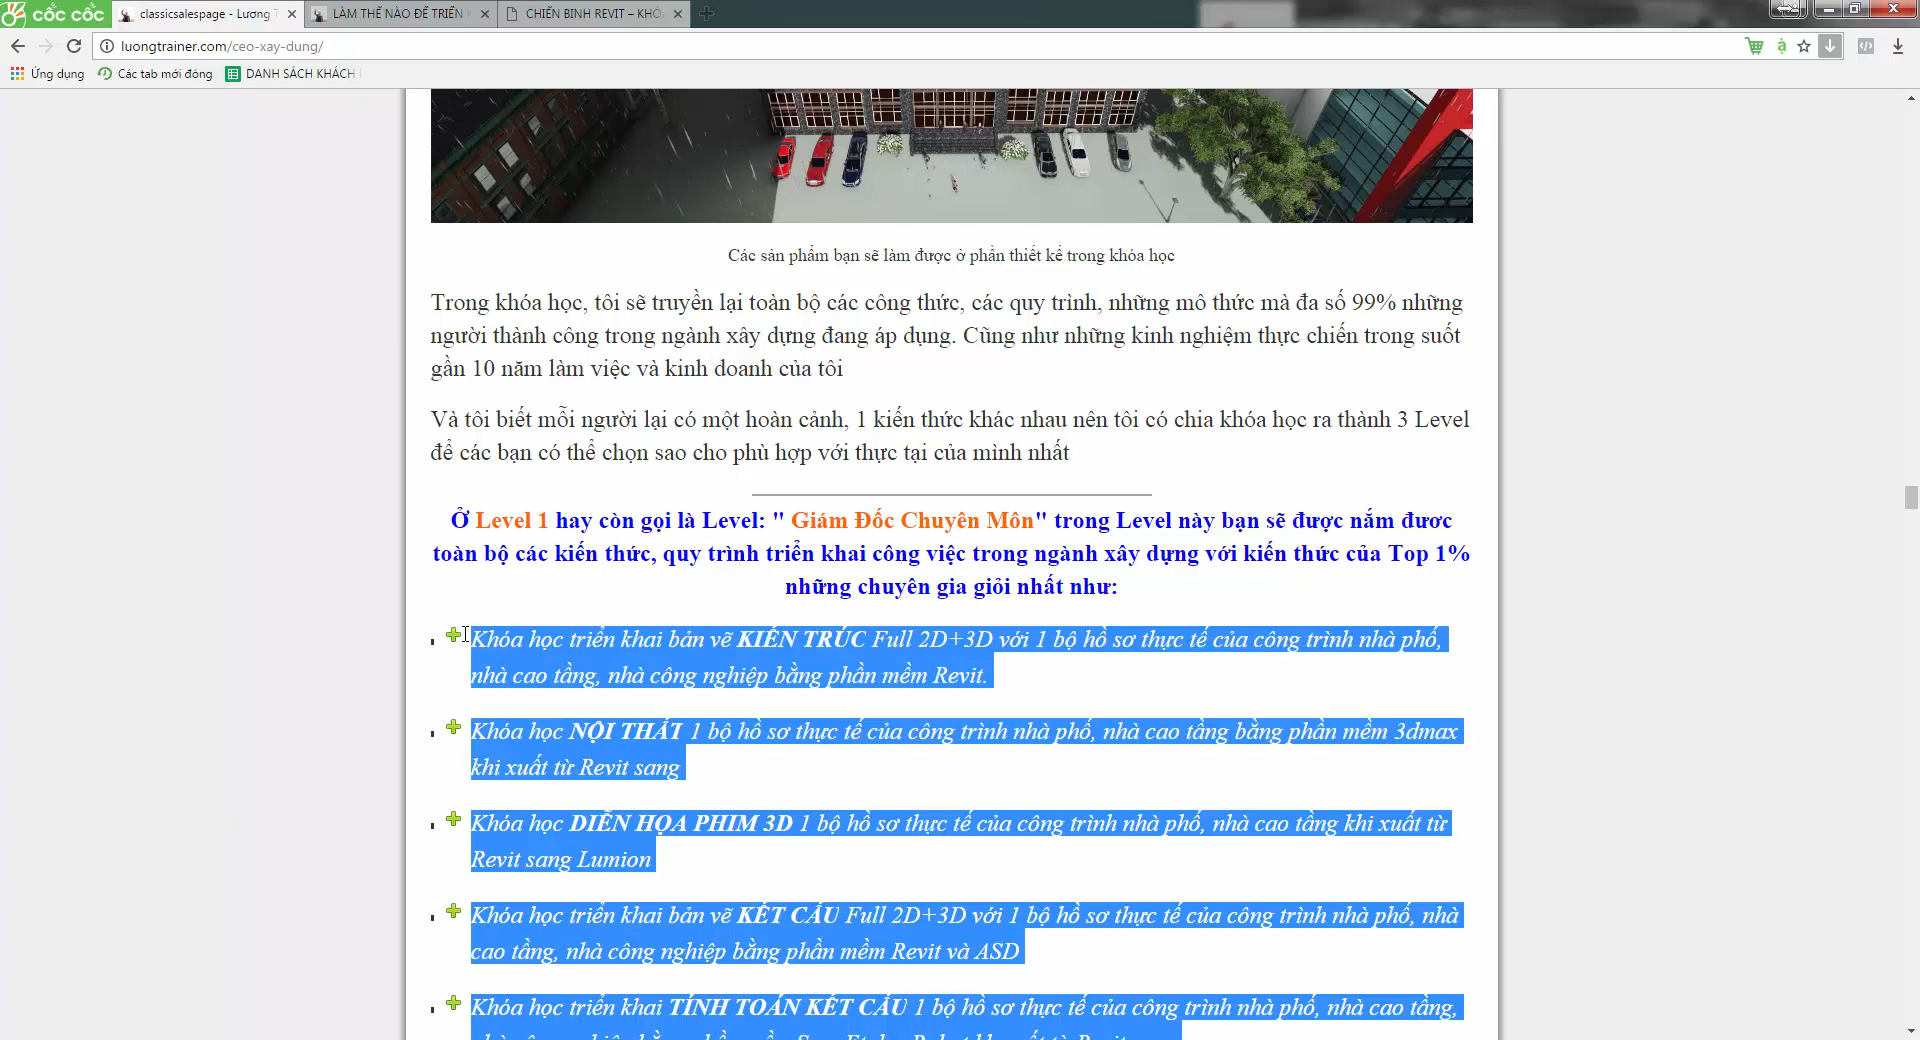 cốc cốc
classicsalespage - Lương T
LÀM THẾ NÀO ĐỂ TRIỂN
CHIẾN BINH REVIT – KHÓ
luongtrainer.com/ceo-xay-dung/
Ứng dụng
Các tab mới đóng
DANH SÁCH KHÁCH
Các sản phẩm bạn sẽ làm được ở phần thiết kế trong khóa học
Trong khóa học, tôi sẽ truyền lại toàn bộ các công thức, các quy trình, những mô thức mà đa số 99% những
người thành công trong ngành xây dựng đang áp dụng. Cũng như những kinh nghiệm thực chiến trong suốt
gần 10 năm làm việc và kinh doanh của tôi
Và tôi biết mỗi người lại có một hoàn cảnh, 1 kiến thức khác nhau nên tôi có chia khóa học ra thành 3 Level
để các bạn có thể chọn sao cho phù hợp với thực tại của mình nhất
Ở Level 1 hay còn gọi là Level: " Giám Đốc Chuyên Môn" trong Level này bạn sẽ được nắm đươc
toàn bộ các kiến thức, quy trình triển khai công việc trong ngành xây dựng với kiến thức của Top 1%
những chuyên gia giỏi nhất như:
Khóa học triển khai bản vẽ KIẾN TRÚC Full 2D+3D với 1 bộ hồ sơ thực tế của công trình nhà phố,
nhà cao tầng, nhà công nghiệp bằng phần mềm Revit.
Khóa học NỘI THẤT 1 bộ hồ sơ thực tế của công trình nhà phố, nhà cao tầng bằng phần mềm 3dmax
khi xuất từ Revit sang
Khóa học DIỄN HỌA PHIM 3D 1 bộ hồ sơ thực tế của công trình nhà phố, nhà cao tầng khi xuất từ
Revit sang Lumion
Khóa học triển khai bản vẽ KẾT CẤU Full 2D+3D với 1 bộ hồ sơ thực tế của công trình nhà phố, nhà
cao tầng, nhà công nghiệp bằng phần mềm Revit và ASD
Khóa học triển khai TÍNH TOÁN KẾT CẤU 1 bộ hồ sơ thực tế của công trình nhà phố, nhà cao tầng,